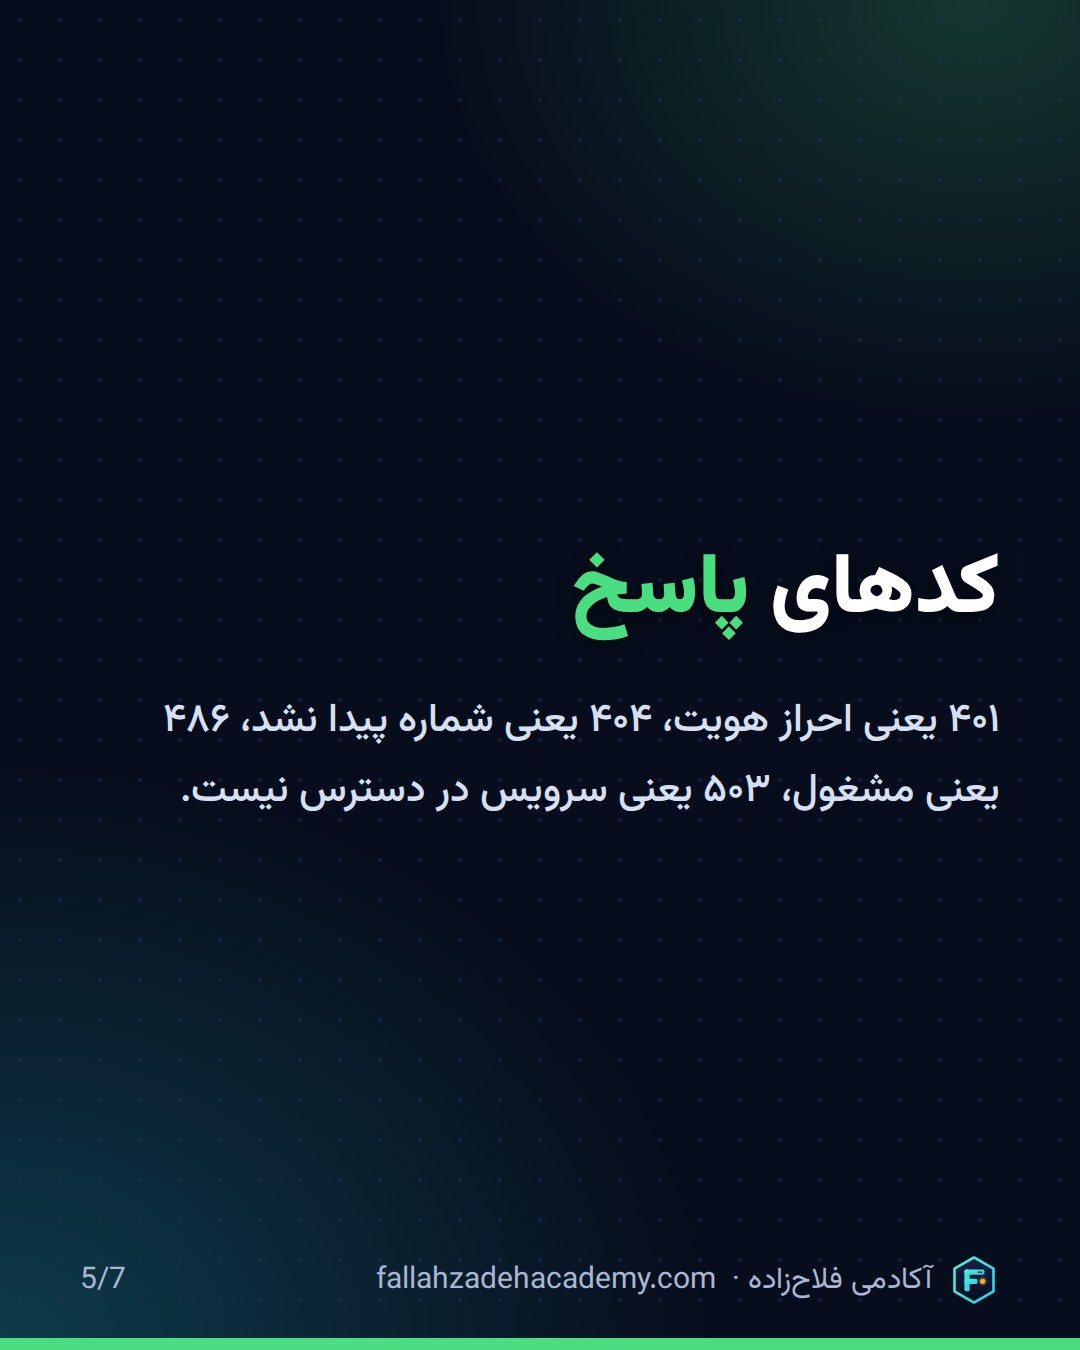 کدهای پاسخ
۴۰۱ یعنی احراز هویت، ۴۰۴ یعنی شماره پیدا نشد، ۴۸۶
یعنی مشغول، ۵۰۳ یعنی سرویس در دسترس نیست.
آکادمی فلاح‌زاده · fallahzadehacademy.com
5/7